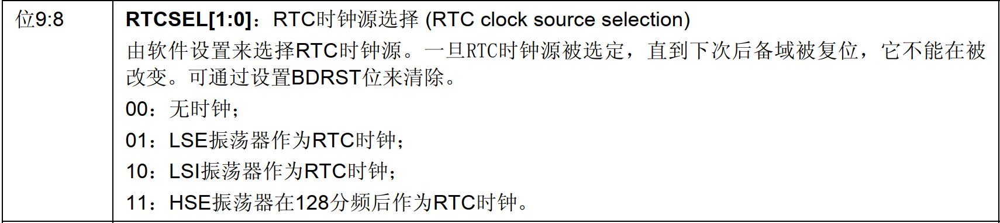 位9:8
RTCSEL[1:0]：RTC时钟源选择 (RTC clock source selection)
由软件设置来选择RTC时钟源。一旦RTC时钟源被选定，直到下次后备域被复位，它不能在被
改变。可通过设置BDRST位来清除。
00：无时钟；
01：LSE振荡器作为RTC时钟；
10：LSI振荡器作为RTC时钟；
11：HSE振荡器在128分频后作为RTC时钟。